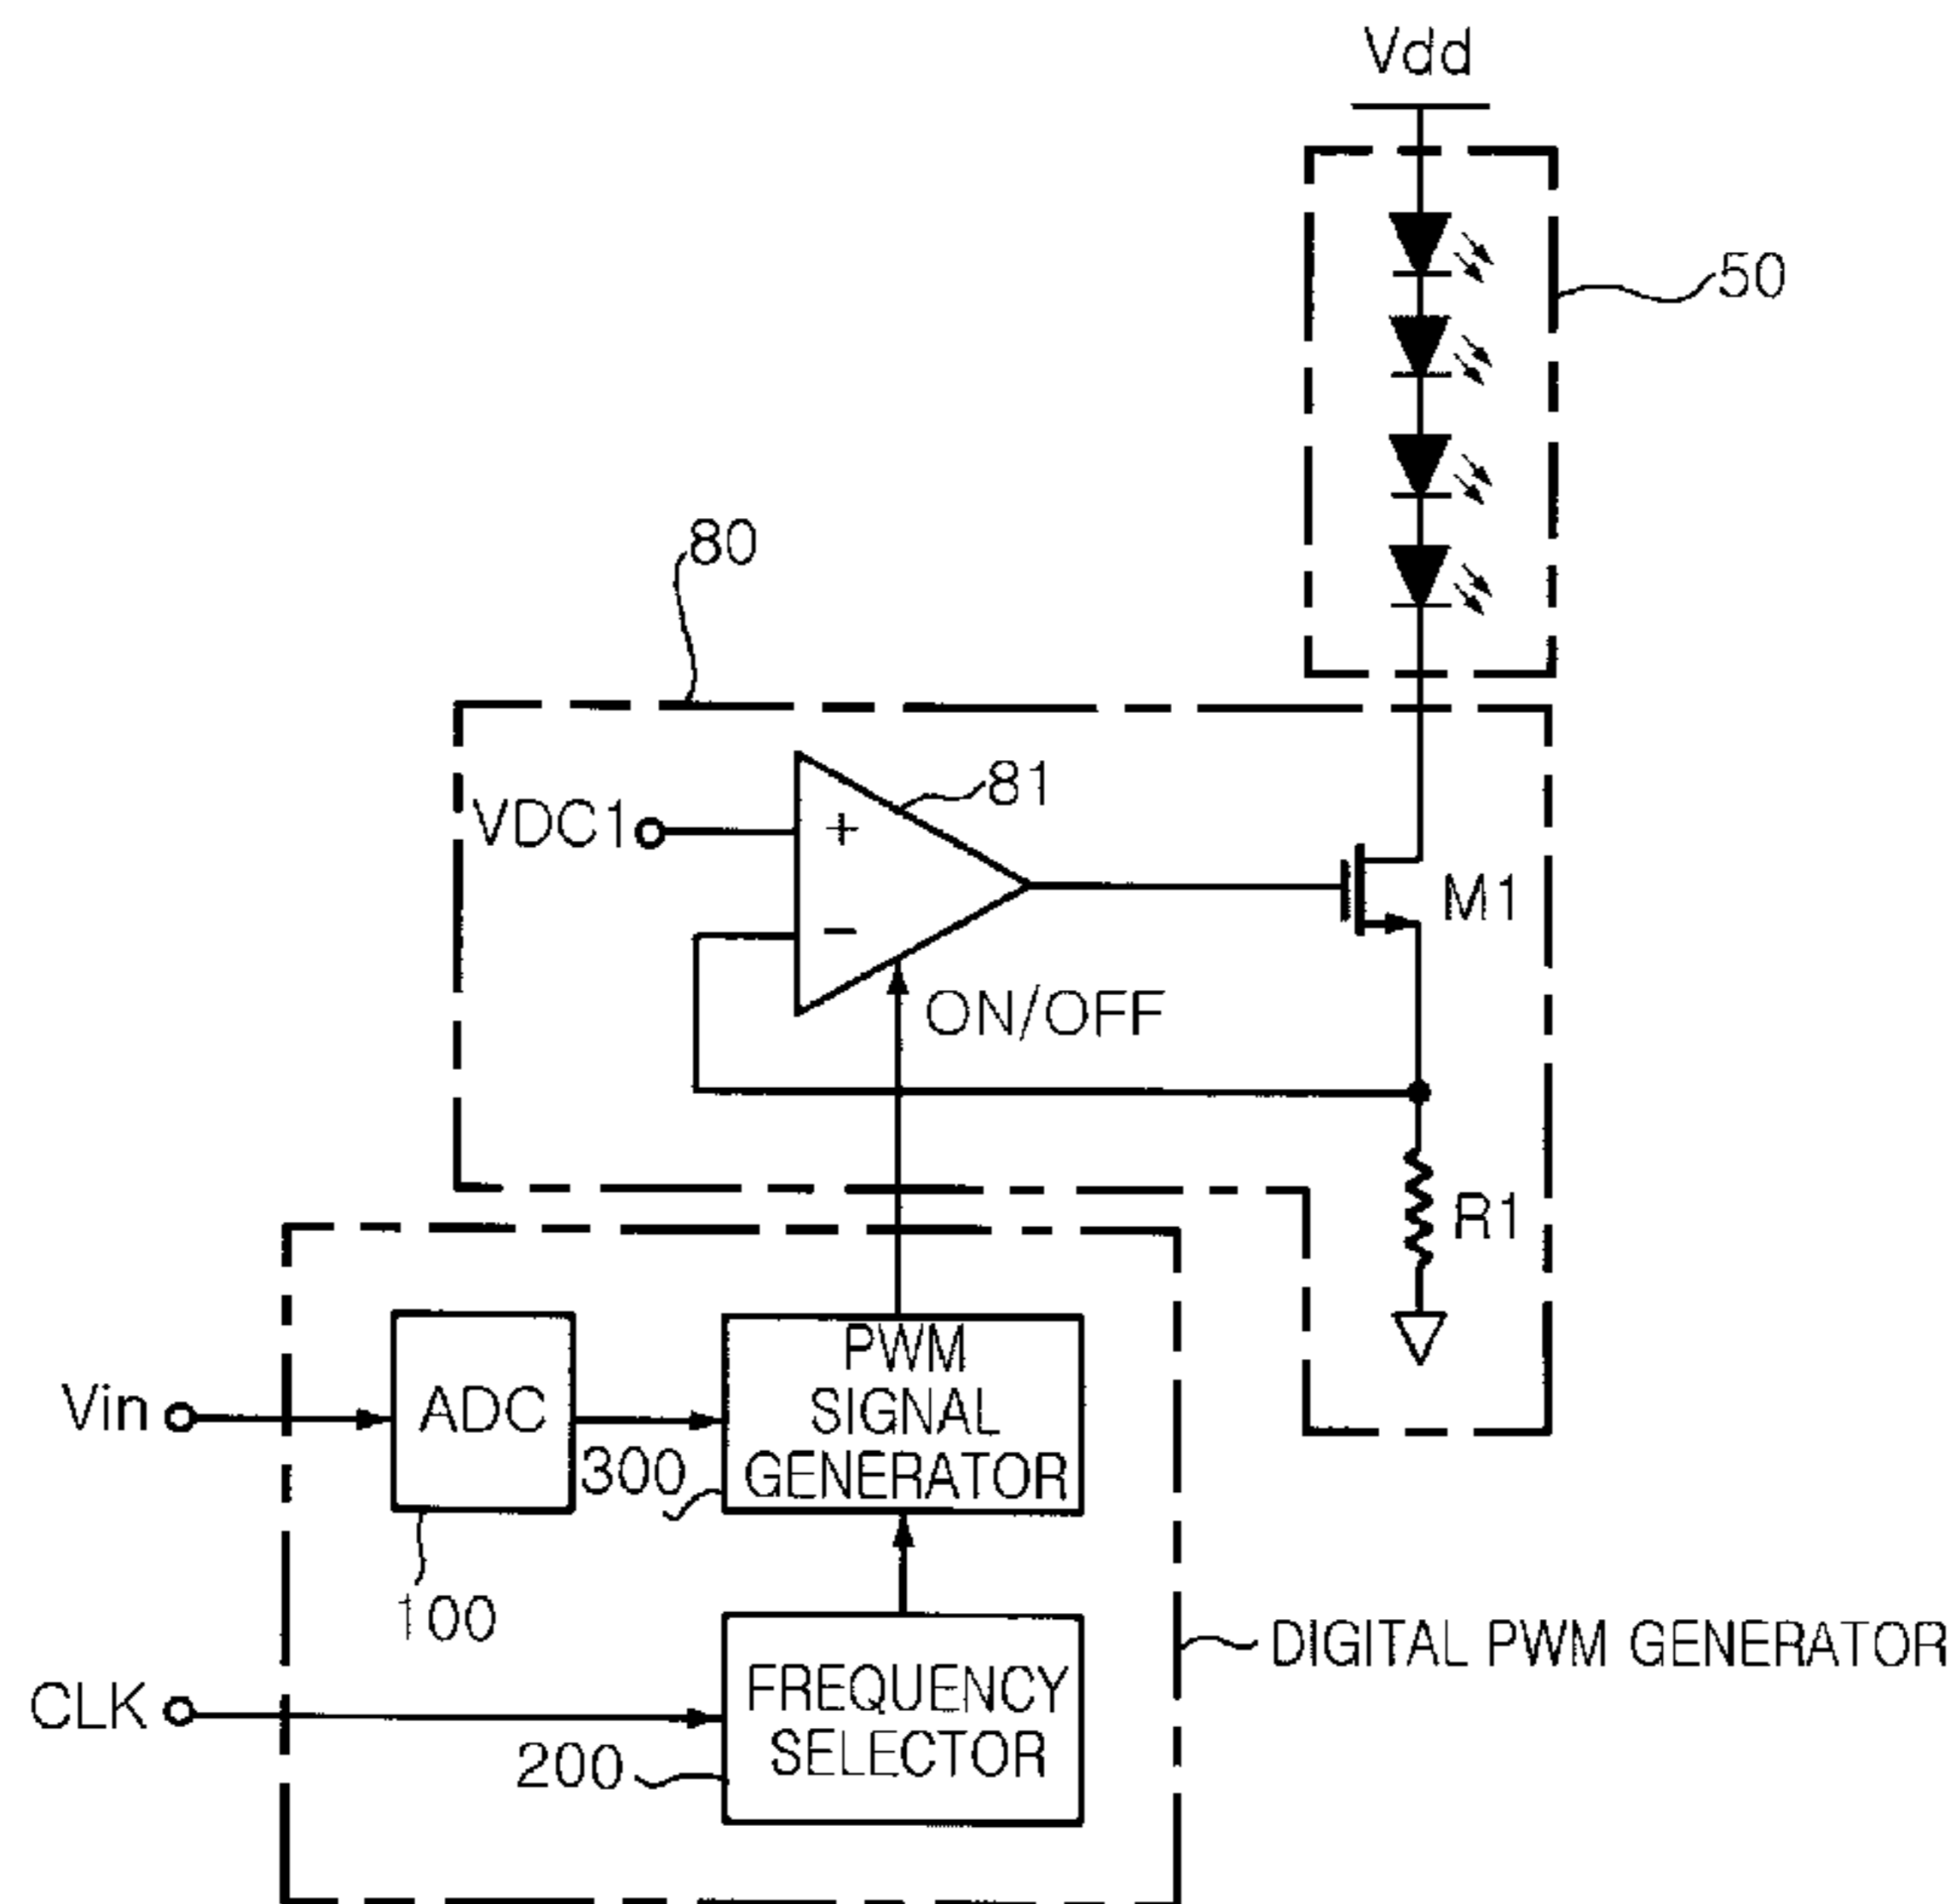 Vdd
50
80
81
VDC1
+
−
M1
ON/OFF
R1
Vin
ADC
PWM
SIGNAL
GENERATOR
300
100
DIGITAL PWM GENERATOR
CLK
FREQUENCY
SELECTOR
200